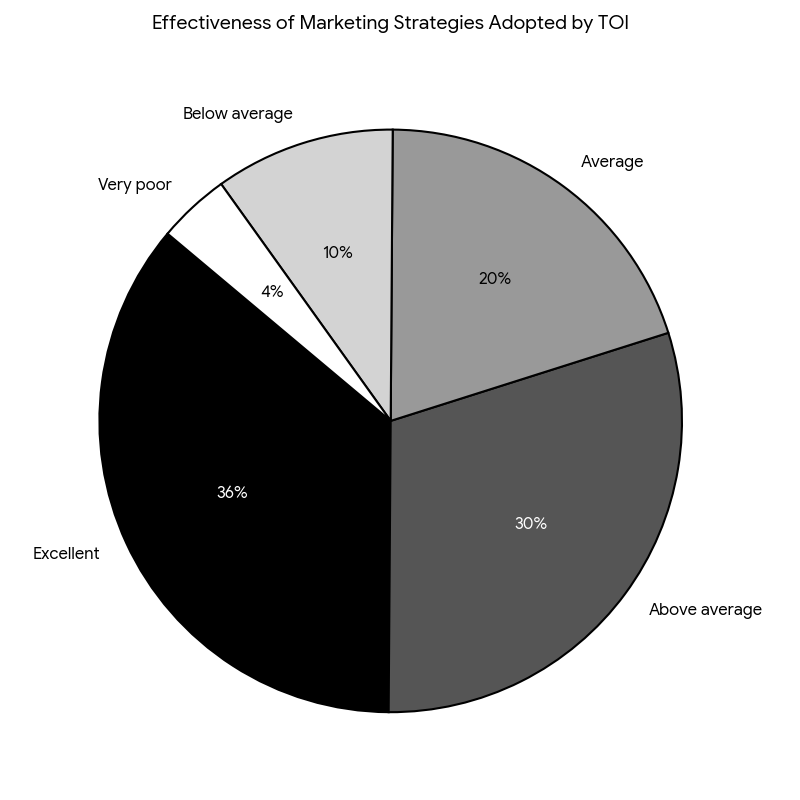 Effectiveness of Marketing Strategies Adopted by TOI
Below average
Average
Very poor
10%
20%
4%
36%
30%
Excellent
Above average